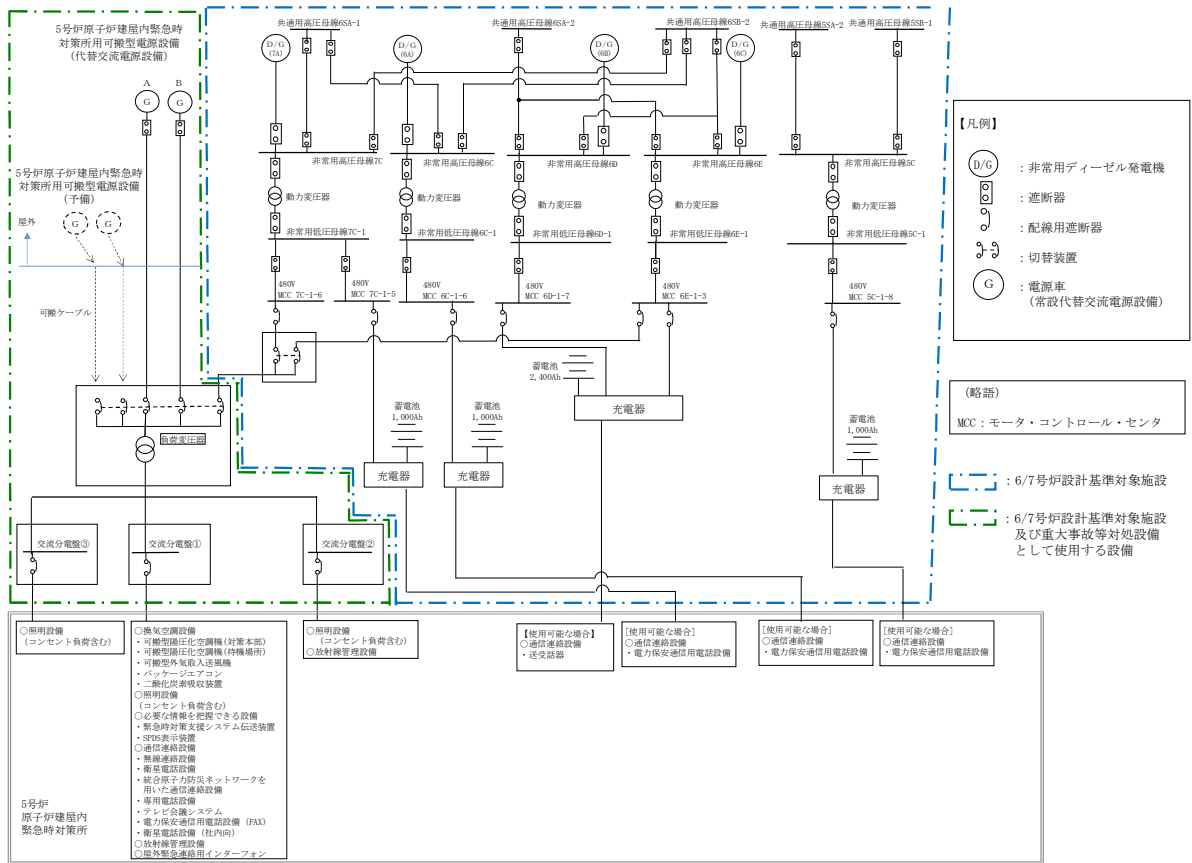 5号炉原子炉建屋内緊急時
対策所用可搬型電源設備
(代替交流電源設備)
A
B
G
G
5号炉原子炉建屋内緊急時
対策所用可搬型電源設備
(予備)
G
G
屋外
可搬ケーブル
負荷変圧器
交流分電盤③
交流分電盤①
交流分電盤②
共通用高圧母線6SA-1
共通用高圧母線6SA-2
共通用高圧母線6SB-2
共通用高圧母線5SA-2
共通用高圧母線5SB-1
D/G
(7A)
D/G
(6A)
D/G
(6B)
D/G
(6C)
非常用高圧母線7C
非常用高圧母線6C
非常用高圧母線6D
非常用高圧母線6E
非常用高圧母線5C
動力変圧器
動力変圧器
動力変圧器
動力変圧器
動力変圧器
非常用低圧母線7C-1
非常用低圧母線6C-1
非常用低圧母線6D-1
非常用低圧母線6E-1
非常用低圧母線5C-1
480V
MCC 7C-1-6
480V
MCC 7C-1-5
480V
MCC 6C-1-6
480V
MCC 6D-1-7
480V
MCC 6E-1-3
480V
MCC 5C-1-8
蓄電池
2,400Ah
充電器
蓄電池
1,000Ah
充電器
蓄電池
1,000Ah
充電器
蓄電池
1,000Ah
充電器
【凡例】
D/G
:非常用ディーゼル発電機
:遮断器
:配線用遮断器
:切替装置
G
:電源車
(常設代替交流電源設備)
(略語)
MCC:モータ・コントロール・センタ
:6/7号炉設計基準対象施設
:6/7号炉設計基準対象施設
及び重大事故等対処設備
として使用する設備
○照明設備
(コンセント負荷含む)
○換気空調設備
・可搬型陽圧化空調機(対策本部)
・可搬型陽圧化空調機(待機場所)
・可搬型外気取入送風機
・パッケージエアコン
・二酸化炭素吸収装置
○照明設備
(コンセント負荷含む)
○必要な情報を把握できる設備
・緊急時対策支援システム伝送装置
・SPDS表示装置
○通信連絡設備
・無線連絡設備
・衛星電話設備
・統合原子力防災ネットワークを
用いた通信連絡設備
・専用電話設備
・テレビ会議システム
・電力保安通信用電話設備(FAX)
・衛星電話設備(社内向)
○放射線管理設備
○屋外緊急連絡用インターフォン
○照明設備
(コンセント負荷含む)
○放射線管理設備
【使用可能な場合】
○通信連絡設備
・送受話器
[使用可能な場合]
○通信連絡設備
・電力保安通信用電話設備
[使用可能な場合]
○通信連絡設備
・電力保安通信用電話設備
[使用可能な場合]
○通信連絡設備
・電力保安通信用電話設備
5号炉
原子炉建屋内
緊急時対策所